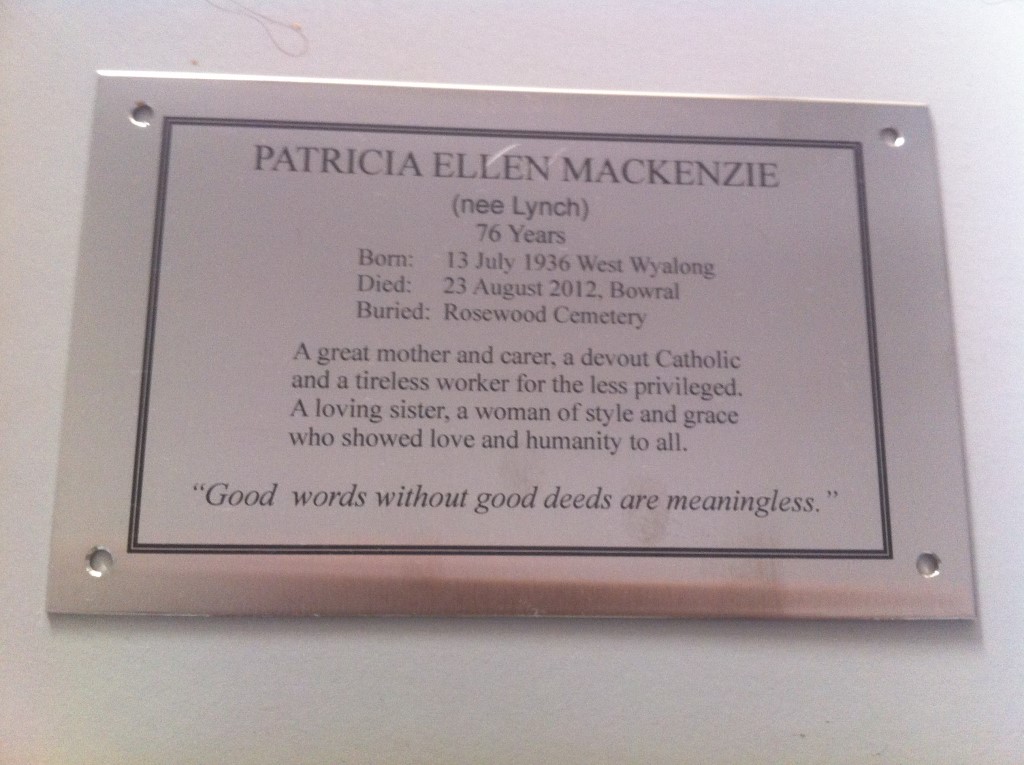 PATRICIA ELLEN MACKENZIE
(nee Lynch)
76 Years
Born: 13 July 1936 West Wyalong
Died: 23 August 2012, Bowral
Buried: Rosewood Cemetery
A great mother and carer, a devout Catholic
and a tireless worker for the less privileged.
A loving sister, a woman of style and grace
who showed love and humanity to all.
“Good words without good deeds are meaningless.”